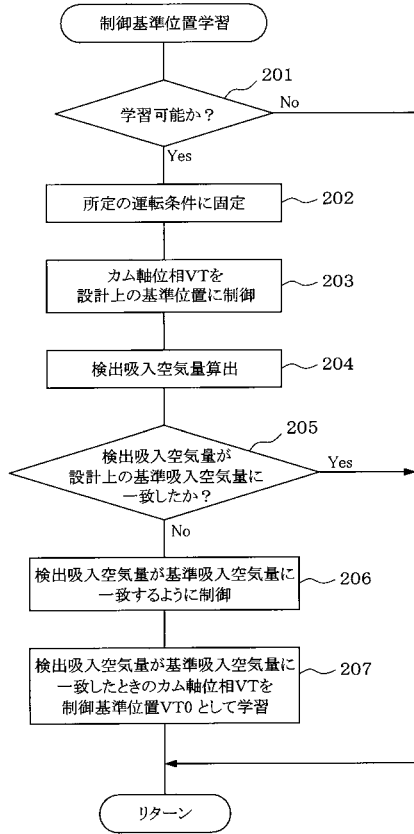 制御基準位置学習
201
学習可能か?
No
Yes
所定の運転条件に固定
202
カム軸位相VTを
設計上の基準位置に制御
203
検出吸入空気量算出
204
205
検出吸入空気量が
設計上の基準吸入空気量に
一致したか?
Yes
No
検出吸入空気量が基準吸入空気量に
一致するように制御
206
検出吸入空気量が基準吸入空気量に
一致したときのカム軸位相VTを
制御基準位置VT0として学習
207
リターン